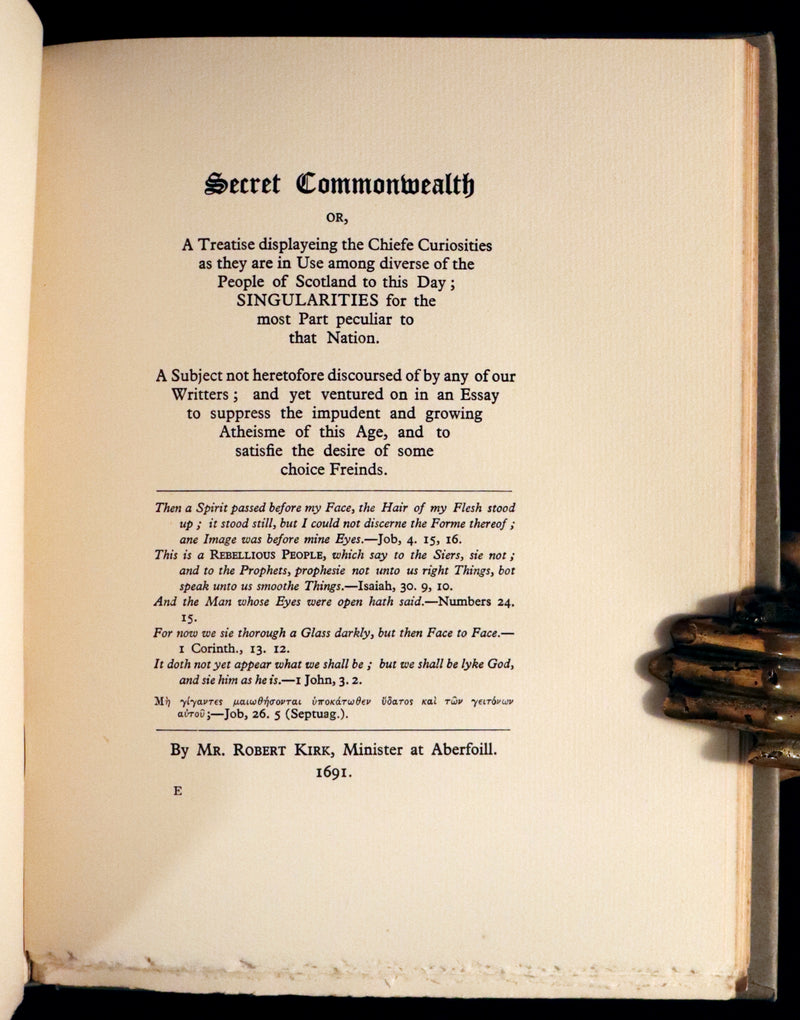 Secret Commonwealth
OR,
A Treatise displayeing the Chiefe Curiosities
as they are in Use among diverse of the
People of Scotland to this Day ;
SINGULARITIES for the
most Part peculiar to
that Nation.
A Subject not heretofore discoursed of by any of our
Writters ; and yet ventured on in an Essay
to suppress the impudent and growing
Atheisme of this Age, and to
satisfie the desire of some
choice Freinds.
Then a Spirit passed before my Face, the Hair of my Flesh stood
up ; it stood still, but I could not discerne the Forme thereof ;
ane Image was before mine Eyes.—Job, 4. 15, 16.
This is a REBELLIOUS PEOPLE, which say to the Siers, sie not ;
and to the Prophets, prophesie not unto us right Things, bot
speak unto us smoothe Things.—Isaiah, 30. 9, 10.
And the Man whose Eyes were open hath said.—Numbers 24.
15.
For now we sie thorough a Glass darkly, but then Face to Face.—
1 Corinth., 13. 12.
It doth not yet appear what we shall be ; but we shall be lyke God,
and sie him as he is.—1 John, 3. 2.
Μὴ γίγαντες μαιωθήσονται ὑποκάτωθεν ὕδατος καὶ τῶν γειτόνων
αὐτοῦ ;—Job, 26. 5 (Septuag.).
By MR. ROBERT KIRK, Minister at Aberfoill.
1691.
E